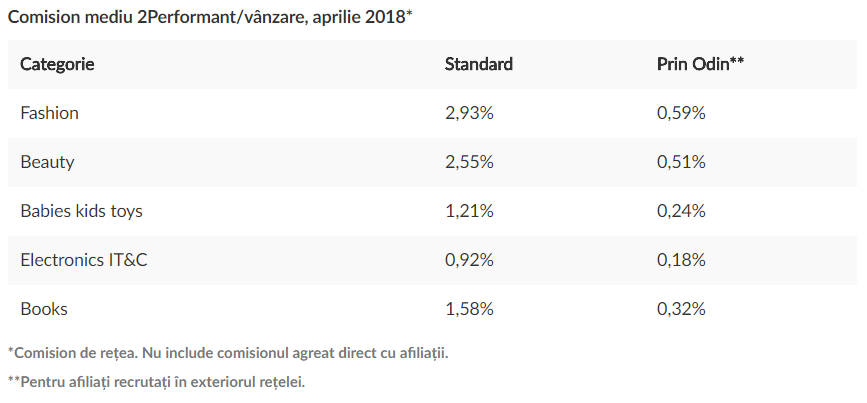 Comision mediu 2Performant/vânzare, aprilie 2018*
Categorie Standard Prin Odin**
Fashion 2,93% 0,59%
Beauty 2,55% 0,51%
Babies kids toys 1,21% 0,24%
Electronics IT&C 0,92% 0,18%
Books 1,58% 0,32%
*Comision de rețea. Nu include comisionul agreat direct cu afiliații.
**Pentru afiliați recrutați în exteriorul rețelei.